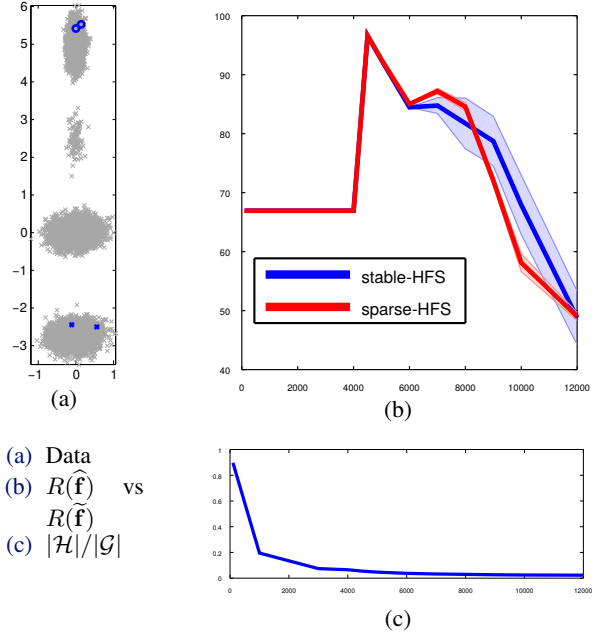 6
5
4
3
2
1
0
−1
−2
−3
−1 0 1
(a)
100
90
80
70
60
50
40
0 2000 4000 6000 8000 10000 12000
stable-HFS
sparse-HFS
(b)
(a) Data
(b) R(f̂) vs
R(f̃)
(c) |ℋ|/|𝒢|
1
0.8
0.6
0.4
0.2
0
0 2000 4000 6000 8000 10000 12000
(c)